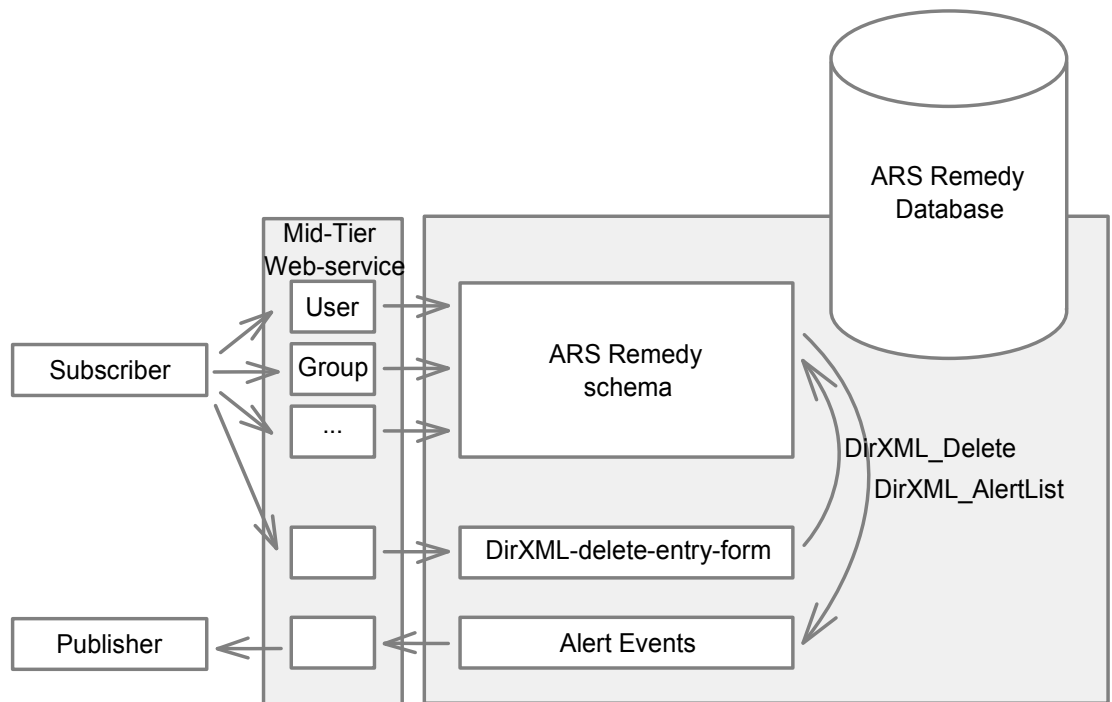 ARS Remedy
Database
Mid-Tier
Web-service
User
Group
...
Subscriber
ARS Remedy
schema
DirXML_Delete
DirXML_AlertList
DirXML-delete-entry-form
Publisher
Alert Events